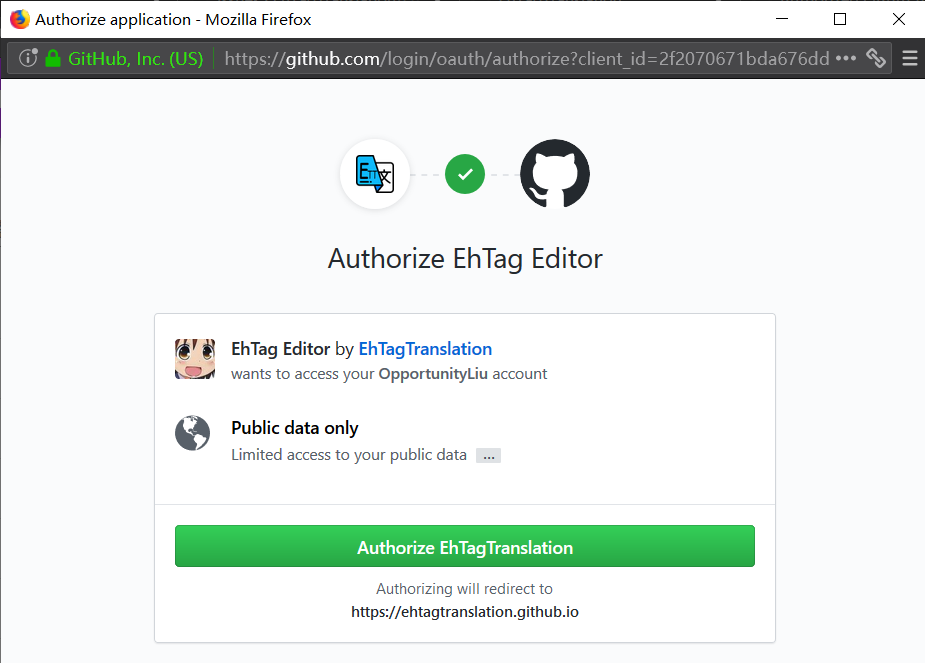 Authorize application - Mozilla Firefox
GitHub, Inc. (US) https://github.com/login/oauth/authorize?client_id=2f2070671bda676dd
Authorize EhTag Editor
EhTag Editor by EhTagTranslation
wants to access your OpportunityLiu account
Public data only
Limited access to your public data ...
Authorize EhTagTranslation
Authorizing will redirect to
https://ehtagtranslation.github.io